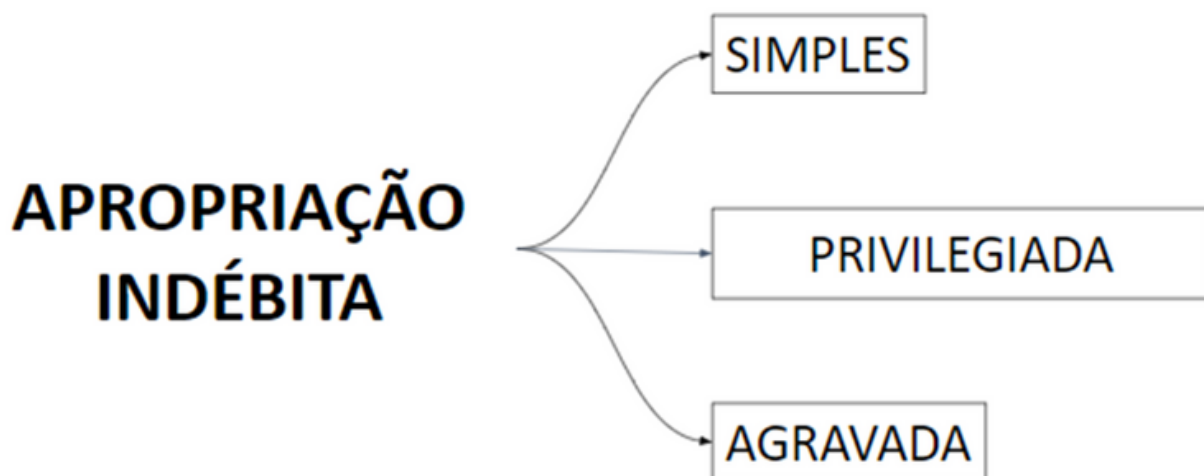 APROPRIAÇÃO
INDÉBITA
SIMPLES
PRIVILEGIADA
AGRAVADA